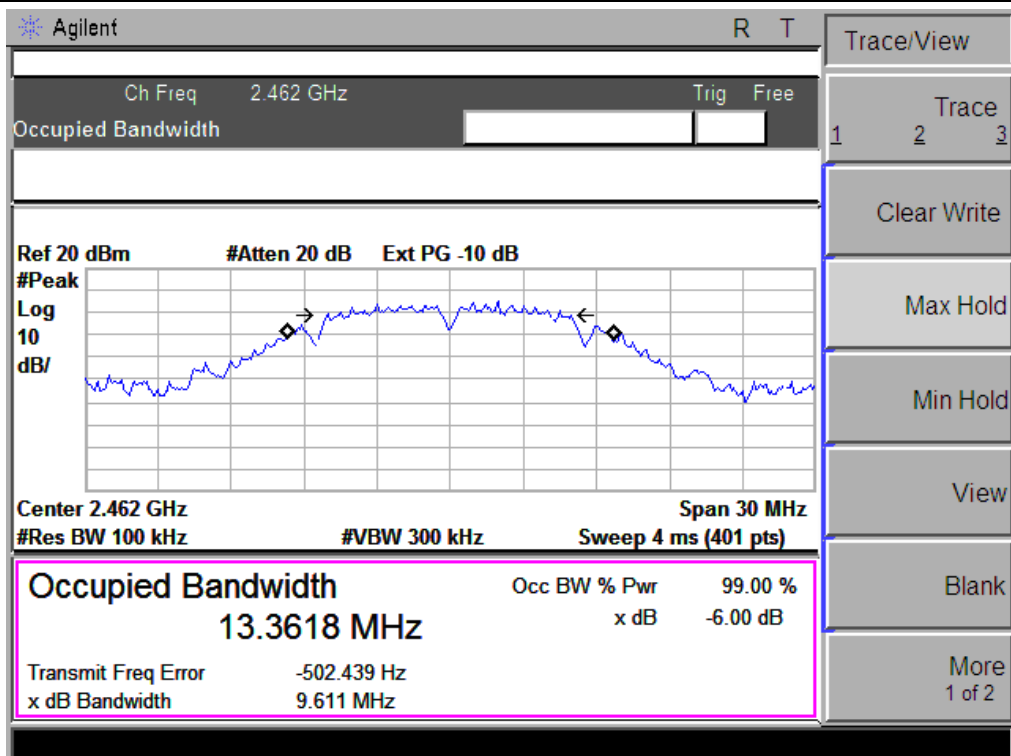 Agilent R T
Ch Freq 2.462 GHz Trig Free
Occupied Bandwidth
Ref 20 dBm #Atten 20 dB Ext PG -10 dB
#Peak
Log
10
dB/
Center 2.462 GHz Span 30 MHz
#Res BW 100 kHz #VBW 300 kHz Sweep 4 ms (401 pts)
Occupied Bandwidth Occ BW % Pwr 99.00 %
13.3618 MHz x dB -6.00 dB
Transmit Freq Error -502.439 Hz
x dB Bandwidth 9.611 MHz
Trace/View
Trace
1 2 3
Clear Write
Max Hold
Min Hold
View
Blank
More
1 of 2